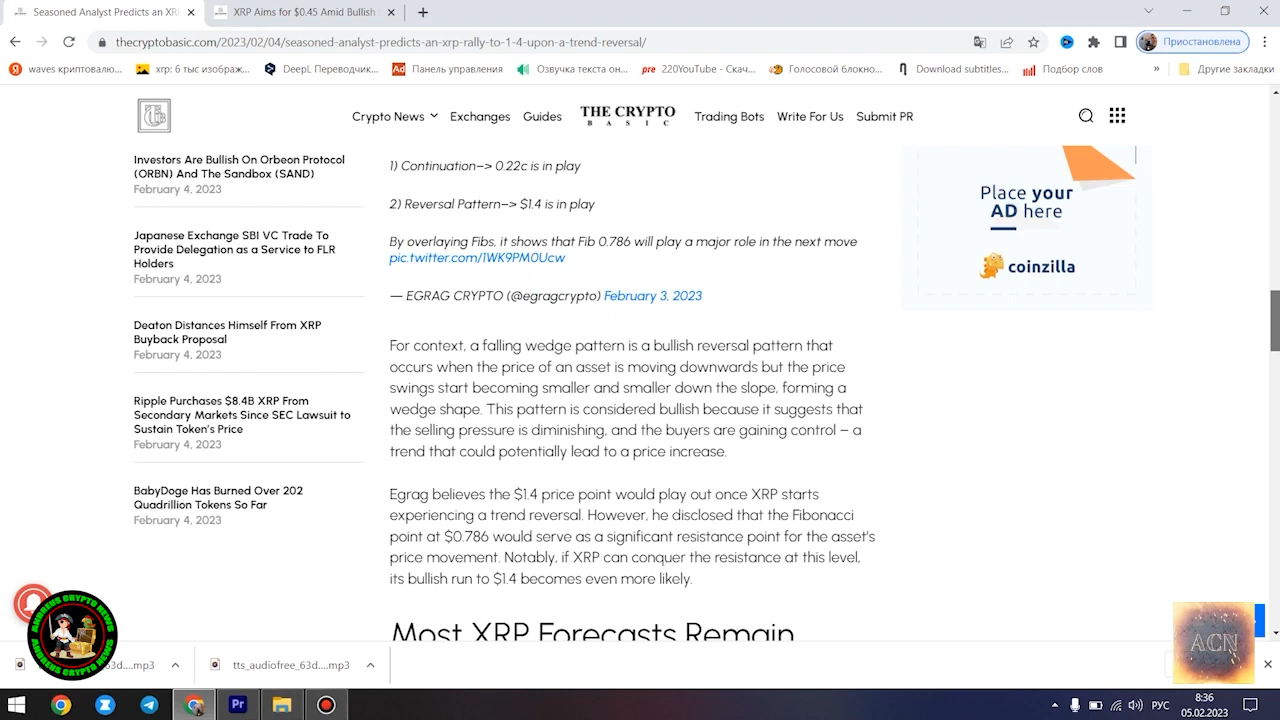 Seasoned Analyst Predicts an XR
XRP Aims for $0.45 Amid Bullish
thecryptobasic.com/2023/02/04/seasoned-analyst-predicts-an-xrp-rally-to-1-4-upon-a-trend-reversal/
Приостановлена
waves криптовалю...
xrp: 6 тыс изображ...
DeepL Переводчик...
Ad
Панель управления
Озвучка текста он...
pre 220YouTube - Скач...
Голосовой блокно...
Download subtitles...
Подбор слов
»
Другие закладки
Crypto News
Exchanges
Guides
THE CRYPTO
BASIC
Trading Bots
Write For Us
Submit PR
Investors Are Bullish On Orbeon Protocol
(ORBN) And The Sandbox (SAND)
February 4, 2023
Japanese Exchange SBI VC Trade To
Provide Delegation as a Service to FLR
Holders
February 4, 2023
Deaton Distances Himself From XRP
Buyback Proposal
February 4, 2023
Ripple Purchases $8.4B XRP From
Secondary Markets Since SEC Lawsuit to
Sustain Token's Price
February 4, 2023
BabyDoge Has Burned Over 202
Quadrillion Tokens So Far
February 4, 2023
1) Continuation–> 0.22c is in play
2) Reversal Pattern–> $1.4 is in play
By overlaying Fibs, it shows that Fib 0.786 will play a major role in the next move
pic.twitter.com/1WK9PM0Ucw
— EGRAG CRYPTO (@egragcrypto) February 3, 2023
For context, a falling wedge pattern is a bullish reversal pattern that
occurs when the price of an asset is moving downwards but the price
swings start becoming smaller and smaller down the slope, forming a
wedge shape. This pattern is considered bullish because it suggests that
the selling pressure is diminishing, and the buyers are gaining control – a
trend that could potentially lead to a price increase.
Egrag believes the $1.4 price point would play out once XRP starts
experiencing a trend reversal. However, he disclosed that the Fibonacci
point at $0.786 would serve as a significant resistance point for the asset's
price movement. Notably, if XRP can conquer the resistance at this level,
its bullish run to $1.4 becomes even more likely.
Most XRP Forecasts Remain
Place your
AD here
coinzilla
ANDREUS CRYPTO NEWS
ANDREUS CRYPTO NEWS
ACN
63d....mp3
tts_audiofree_63d....mp3
Pr
РУС
8:36
05.02.2023